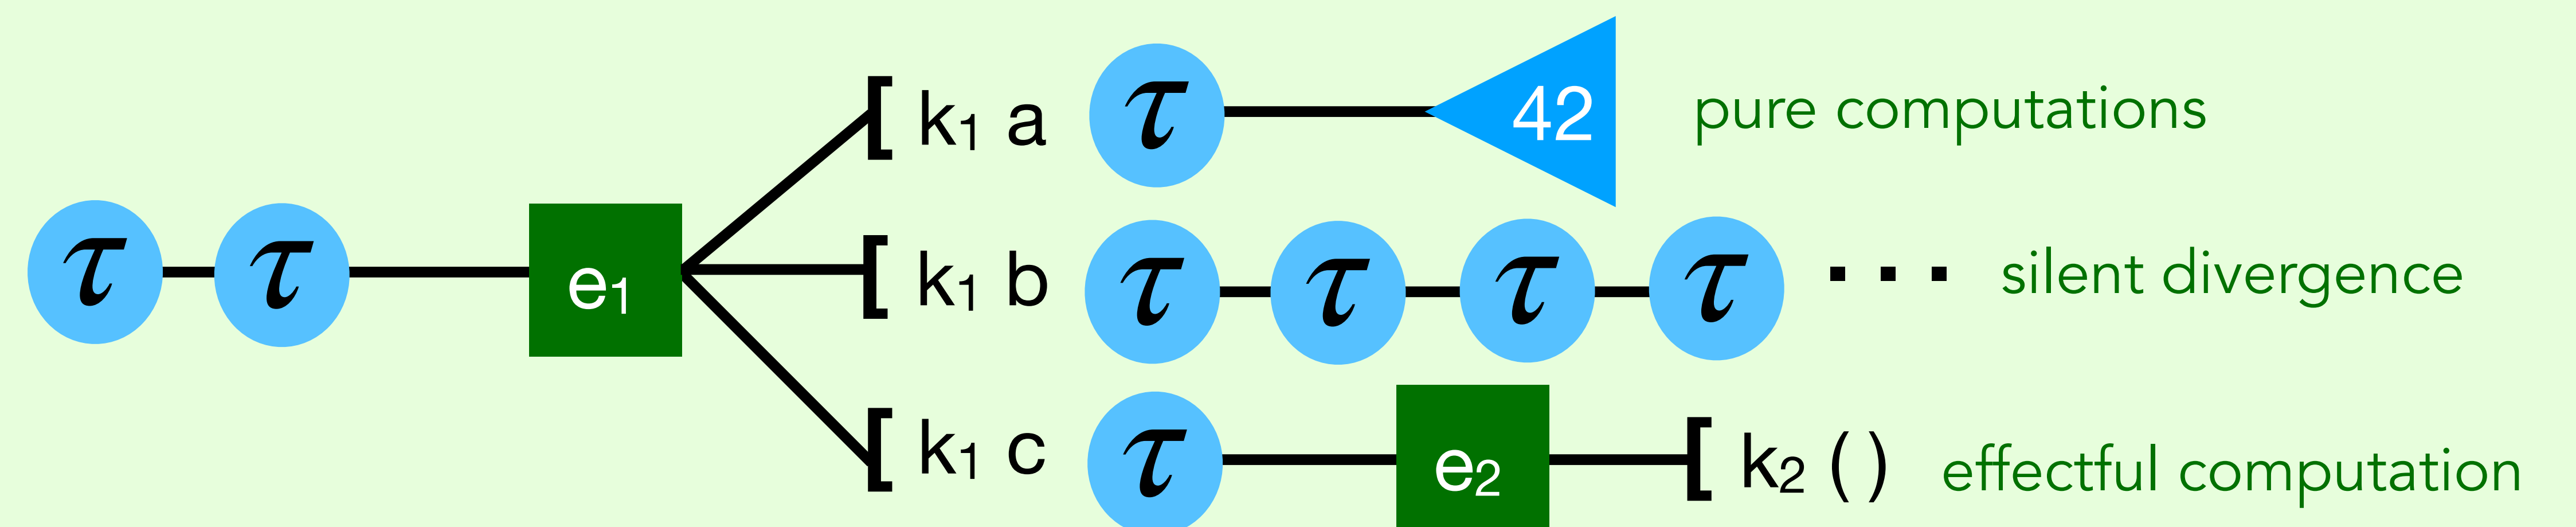 [ k₁ a τ 42 pure computations
τ τ e₁ [ k₁ b τ τ τ τ ... silent divergence
[ k₁ c τ e₂ [ k₂ ( ) effectful computation